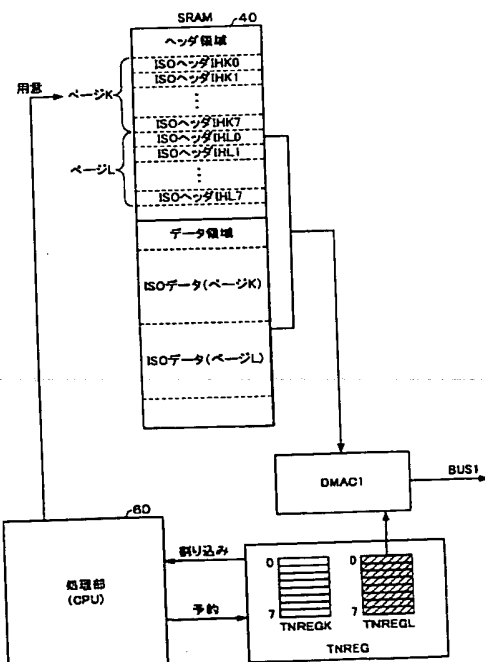 SRAM
40
ヘッダ領域
ISOヘッダIHK0
ISOヘッダIHK1
⋮
ISOヘッダIHK7
ISOヘッダIHL0
ISOヘッダIHL1
⋮
ISOヘッダIHL7
用意
ページK
ページL
データ領域
ISOデータ(ページK)
ISOデータ(ページL)
DMAC1
BUS1
60
処理部
(CPU)
割り込み
予約
0
7
TNREGK
0
7
TNREGL
TNREG